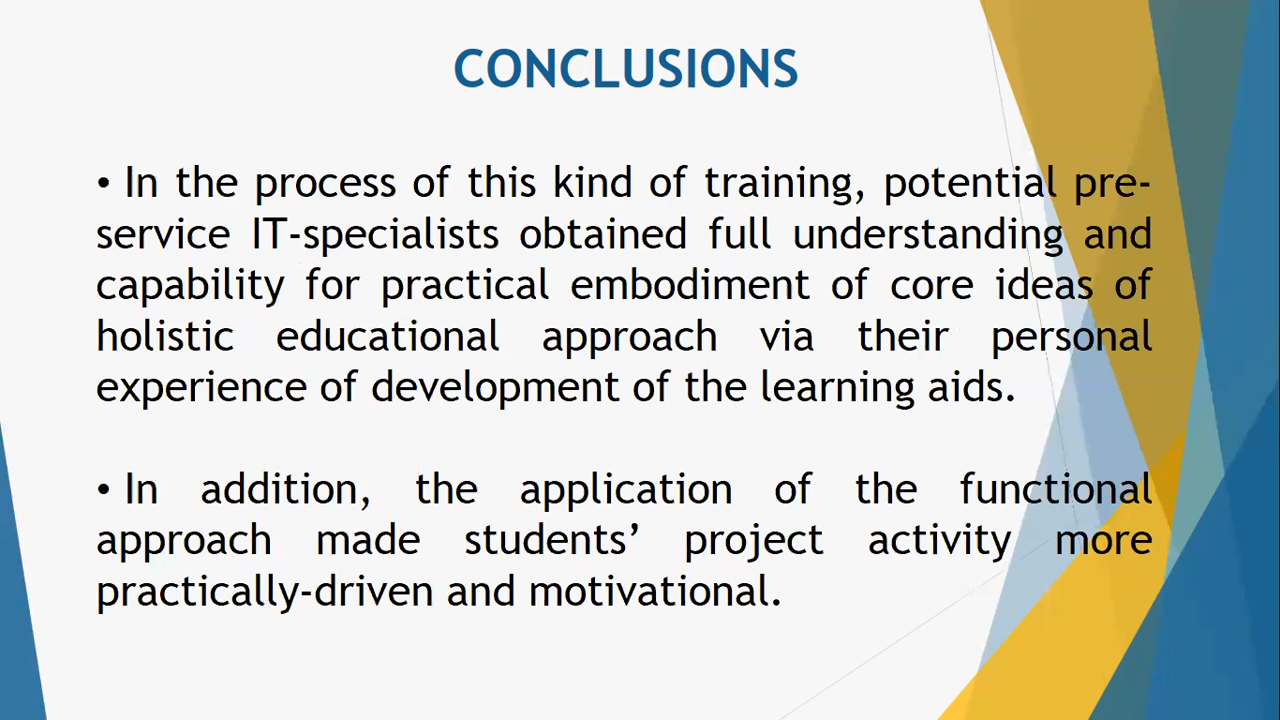 CONCLUSIONS
• In the process of this kind of training, potential pre-
service IT-specialists obtained full understanding and
capability for practical embodiment of core ideas of
holistic educational approach via their personal
experience of development of the learning aids.
• In addition, the application of the functional
approach made students’ project activity more
practically-driven and motivational.